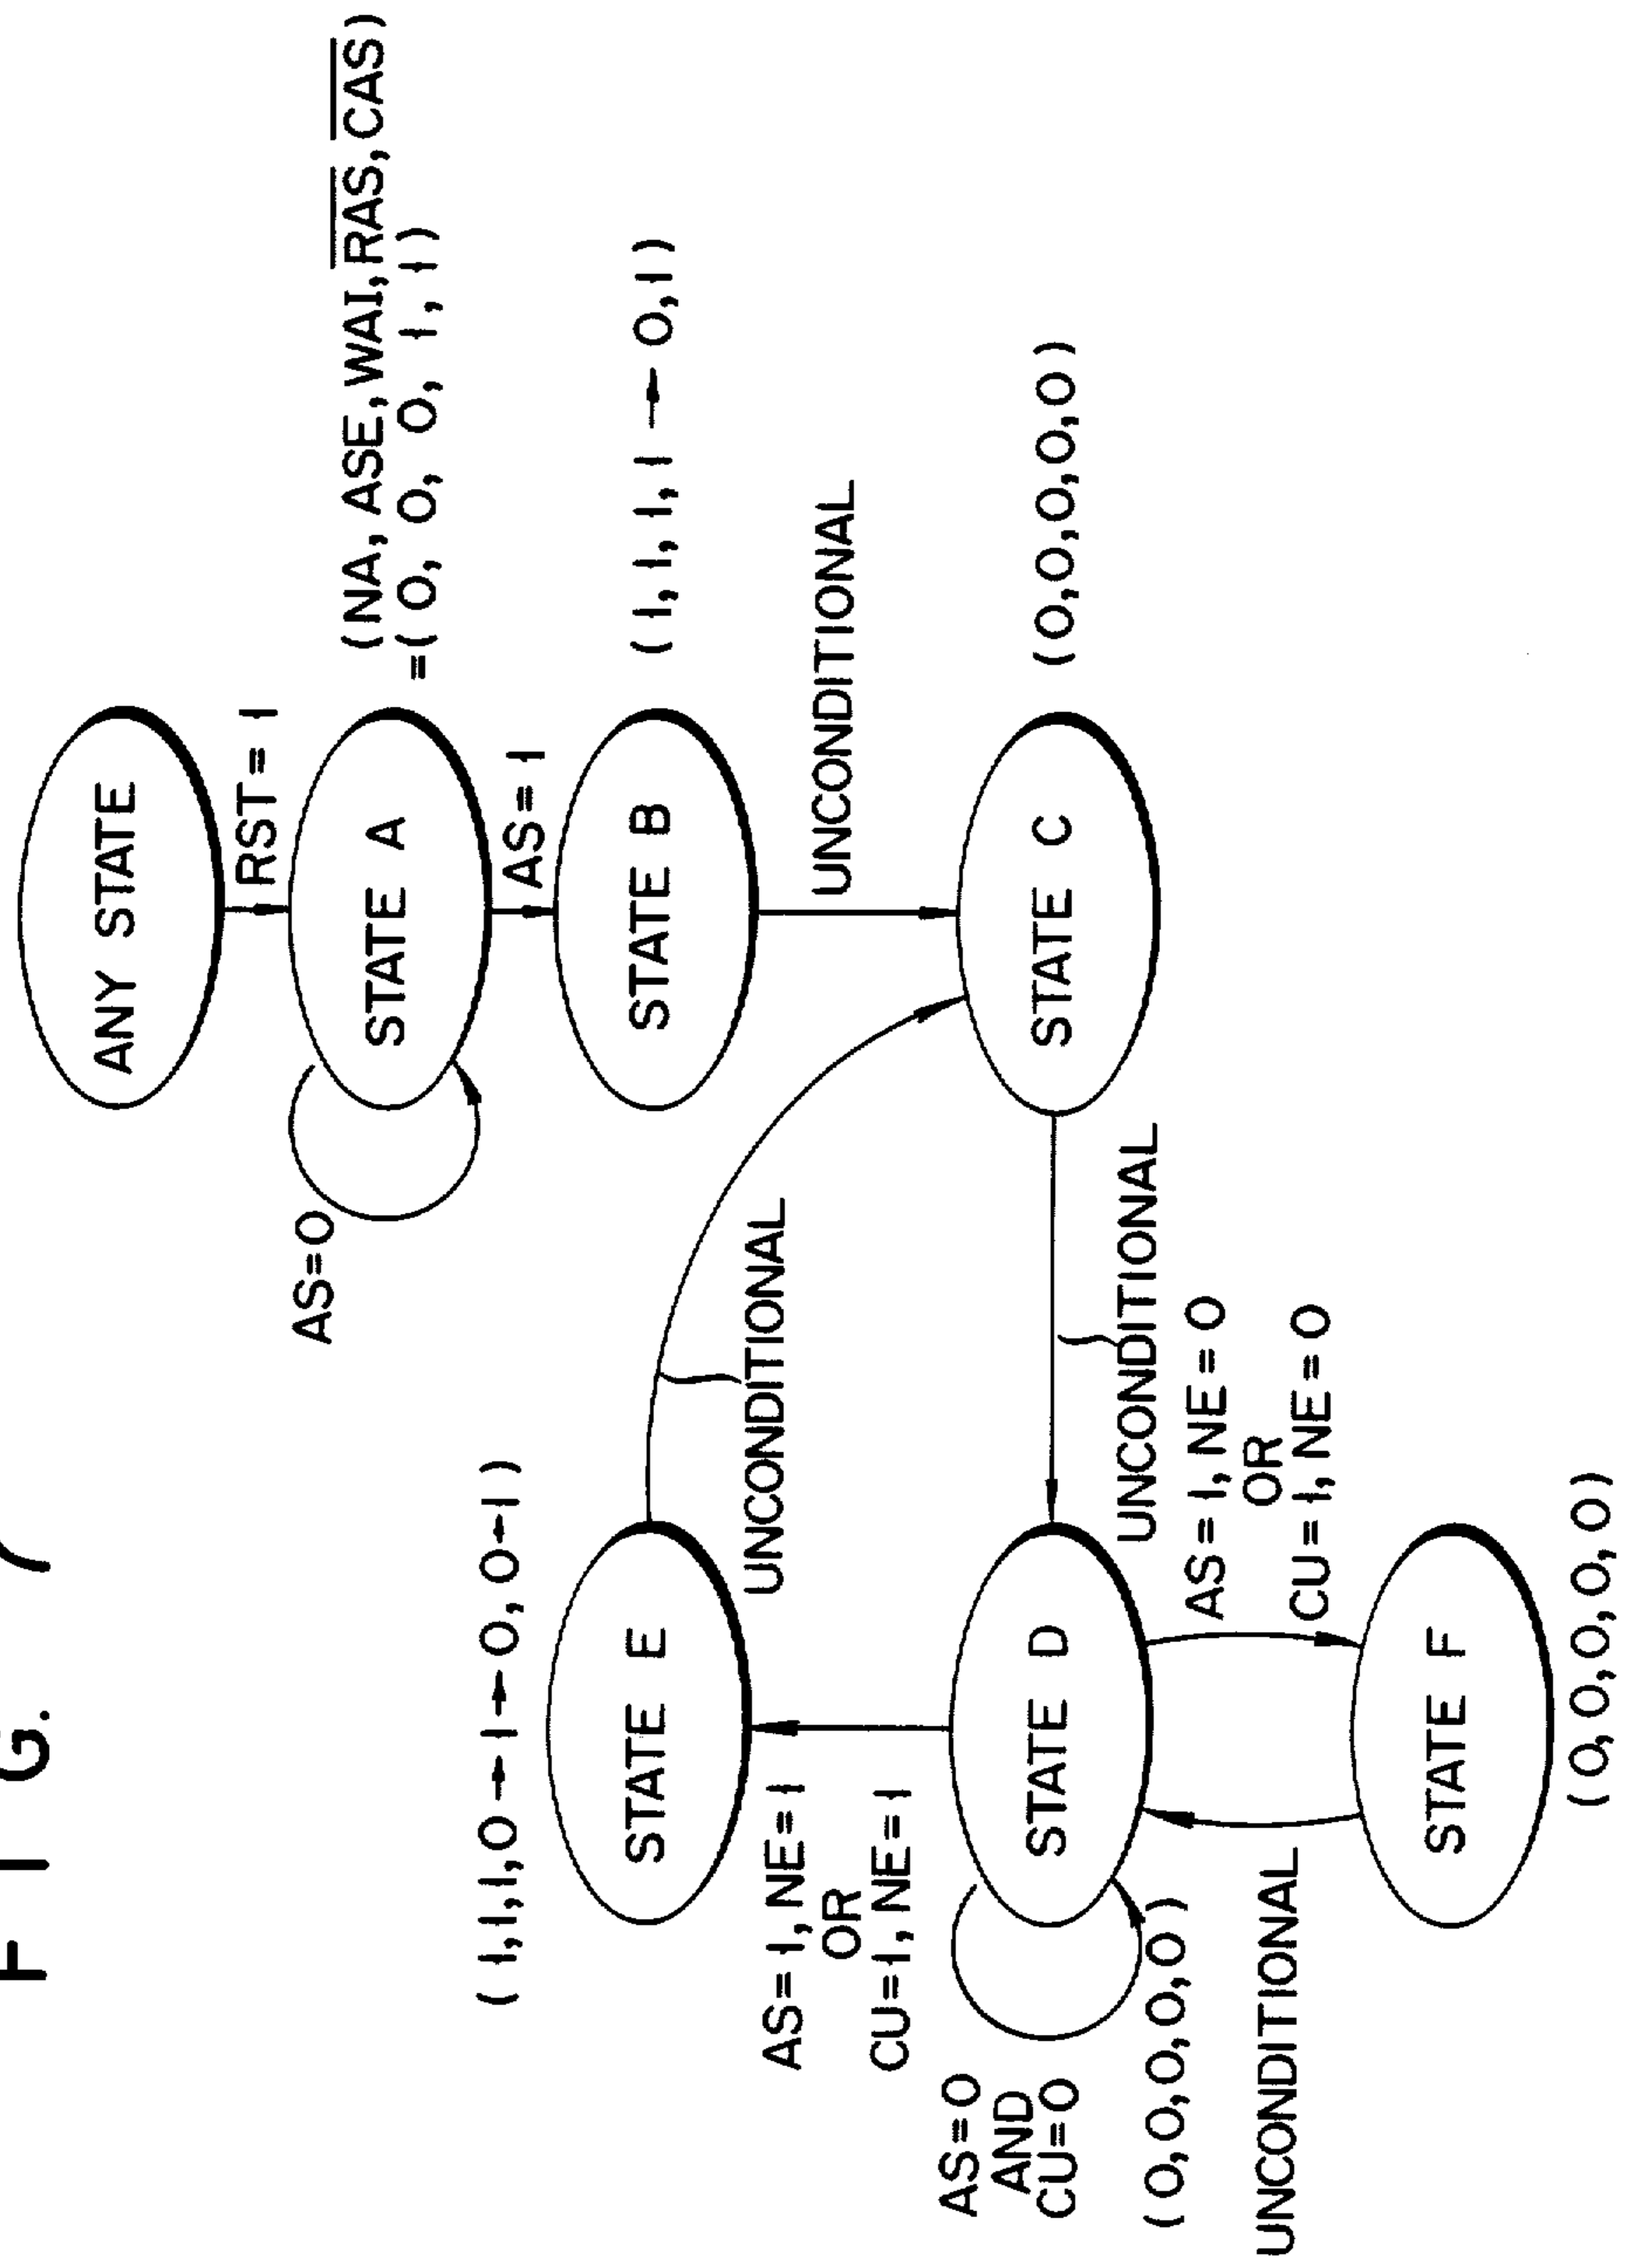 F I G. 7
ANY STATE
RST = 1
(NA, ASE, WAI, R̅A̅S̅, C̅A̅S̅)
= ( 0, 0, 0, 1, 1 )
AS=0
STATE A
AS = 1
( 1, 1, 1, 1 → 0, 1 )
STATE B
UNCONDITIONAL
( 1, 1, 1, 0 → 1 → 0, 0→1 )
STATE E
UNCONDITIONAL
AS=1, NE=1
OR
CU=1, NE=1
STATE C
( 0, 0, 0, 0, 0 )
UNCONDITIONAL
AS=0
AND
CU=0
STATE D
( 0, 0, 0, 0, 0 )
AS=1, NE=0
OR
CU=1, NE=0
UNCONDITIONAL
STATE F
( 0, 0, 0, 0, 0 )